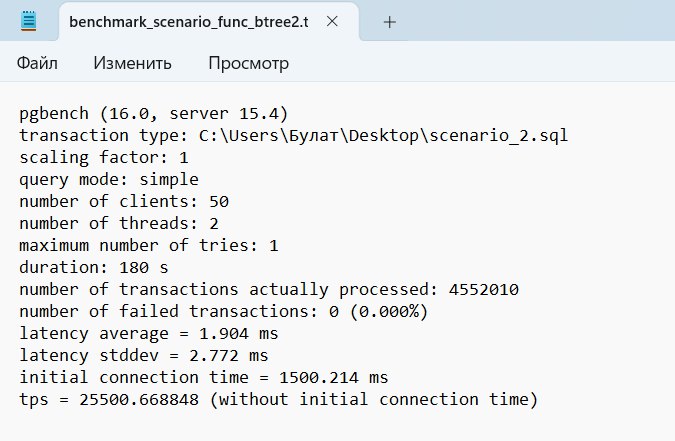 benchmark_scenario_func_btree2.t
Файл Изменить Просмотр
pgbench (16.0, server 15.4)
transaction type: C:\Users\Булат\Desktop\scenario_2.sql
scaling factor: 1
query mode: simple
number of clients: 50
number of threads: 2
maximum number of tries: 1
duration: 180 s
number of transactions actually processed: 4552010
number of failed transactions: 0 (0.000%)
latency average = 1.904 ms
latency stddev = 2.772 ms
initial connection time = 1500.214 ms
tps = 25500.668848 (without initial connection time)